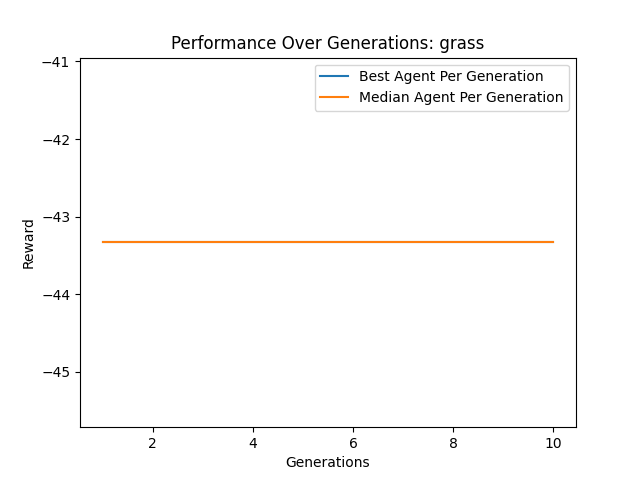 Performance Over Generations: grass
Best Agent Per Generation
Median Agent Per Generation
−41
−42
−43
−44
−45
Reward
2 4 6 8 10
Generations